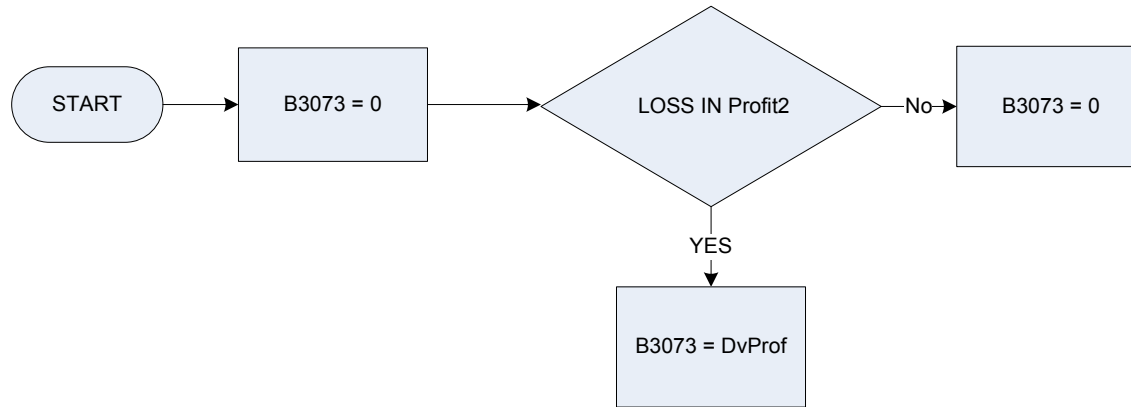 START
B3073 = 0
LOSS IN Profit2
No
B3073 = 0
YES
B3073 = DvProf